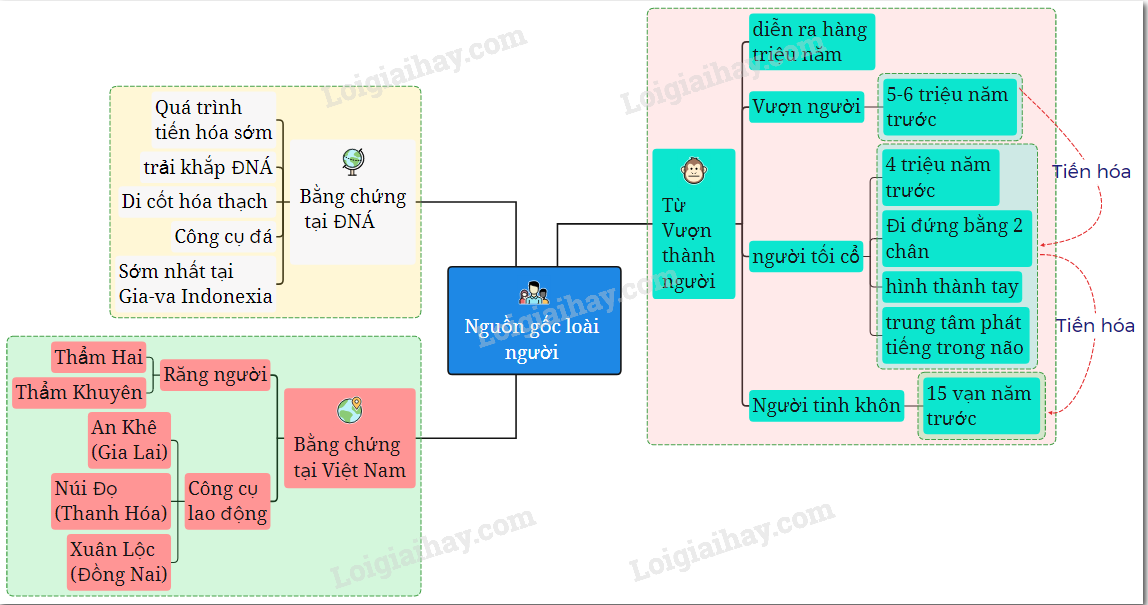 Nguồn gốc loài
người
Từ
Vượn
thành
người
diễn ra hàng
triệu năm
Vượn người
5-6 triệu năm
trước
Tiến hóa
người tối cổ
4 triệu năm
trước
Đi đứng bằng 2
chân
hình thành tay
trung tâm phát
tiếng trong não
Tiến hóa
Người tinh khôn
15 vạn năm
trước
Bằng chứng
tại ĐNÁ
Quá trình
tiến hóa sớm
trải khắp ĐNÁ
Di cốt hóa thạch
Công cụ đá
Sớm nhất tại
Gia-va Indonexia
Bằng chứng
tại Việt Nam
Răng người
Thẩm Hai
Thẩm Khuyên
Công cụ
lao động
An Khê
(Gia Lai)
Núi Đọ
(Thanh Hóa)
Xuân Lộc
(Đồng Nai)
Loigiaihay.com
Loigiaihay.com
Loigiaihay.com
Loigiaihay.com
Loigiaihay.com